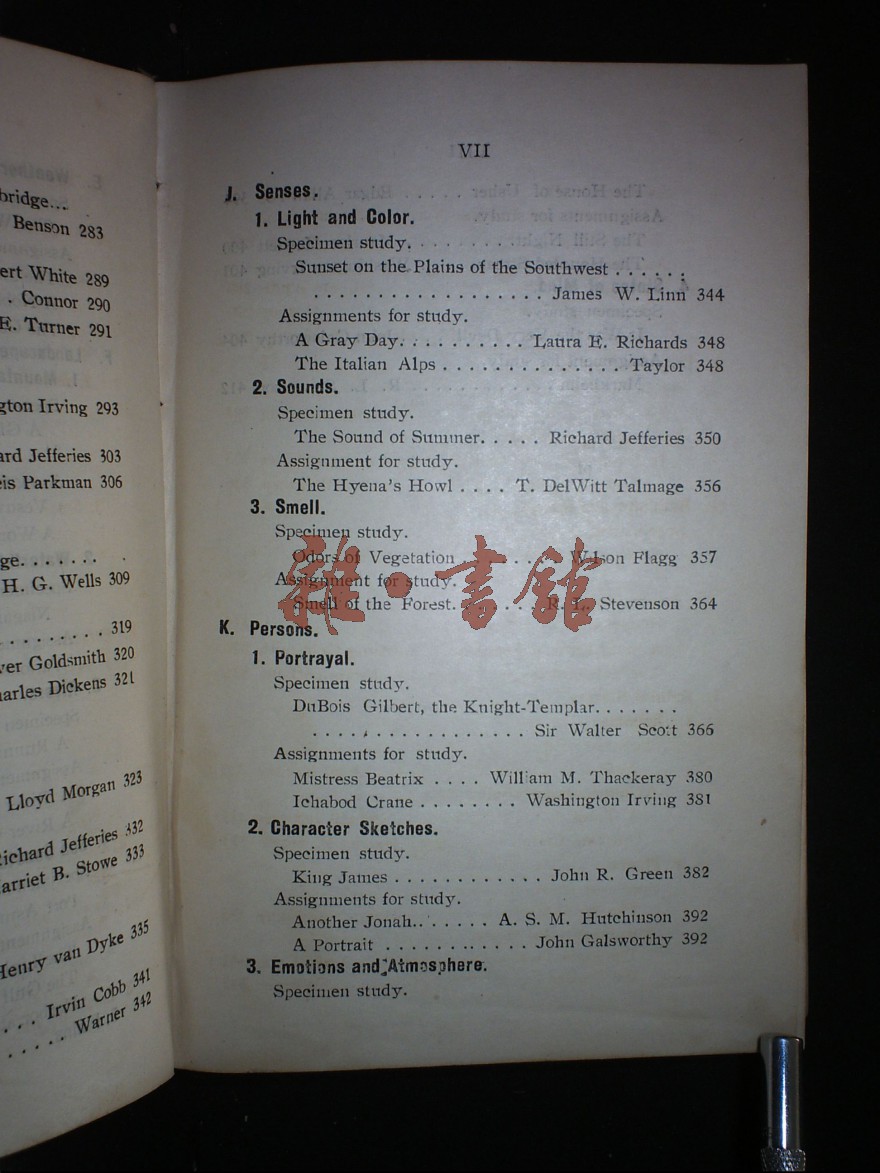 bridge...
Benson 283
ert White 289
. Connor 290
E. Turner 291
gton Irving 293
ard Jefferies 303
is Parkman 306
ge. . . . . . .
H. G. Wells 309
. . . . . . . . . 319
er Goldsmith 320
arles Dickens 321
Lloyd Morgan 323
ichard Jefferies 332
arriet B. Stowe 333
Henry van Dyke 335
. . . Irvin Cobb 341
. . . . . Warner 342
VII
J. Senses.
1. Light and Color.
Specimen study. . . . . . .
Sunset on the Plains of the Southwest . . . . . .
. . . . . . . . . . . . . . . . . . James W. Linn 344
Assignments for study.
A Gray Day. . . . . . . . . . . Laura E. Richards 348
The Italian Alps . . . . . . . . . . . . . . Taylor 348
2. Sounds.
Specimen study.
The Sound of Summer. . . . . Richard Jefferies 350
Assignment for study.
The Hyena's Howl . . . . T. DelWitt Talmage 356
3. Smell.
Specimen study.
Odors of Vegetation . . . . . . Wilson Flagg 357
Assignment for study.
Smell of the Forest. . . . . . R. L. Stevenson 364
K. Persons.
1. Portrayal.
Specimen study.
DuBois Gilbert, the Knight-Templar. . . . . . .
. . . . . . . . . . . . . . . . . Sir Walter Scott 366
Assignments for study.
Mistress Beatrix . . . . William M. Thackeray 380
Ichabod Crane . . . . . . . . Washington Irving 381
2. Character Sketches.
Specimen study.
King James . . . . . . . . . . . . John R. Green 382
Assignments for study.
Another Jonah.. . . . . . A. S. M. Hutchinson 392
A Portrait . . . . . . . . . . . . John Galsworthy 392
3. Emotions and Atmosphere.
Specimen study.
雜·書館